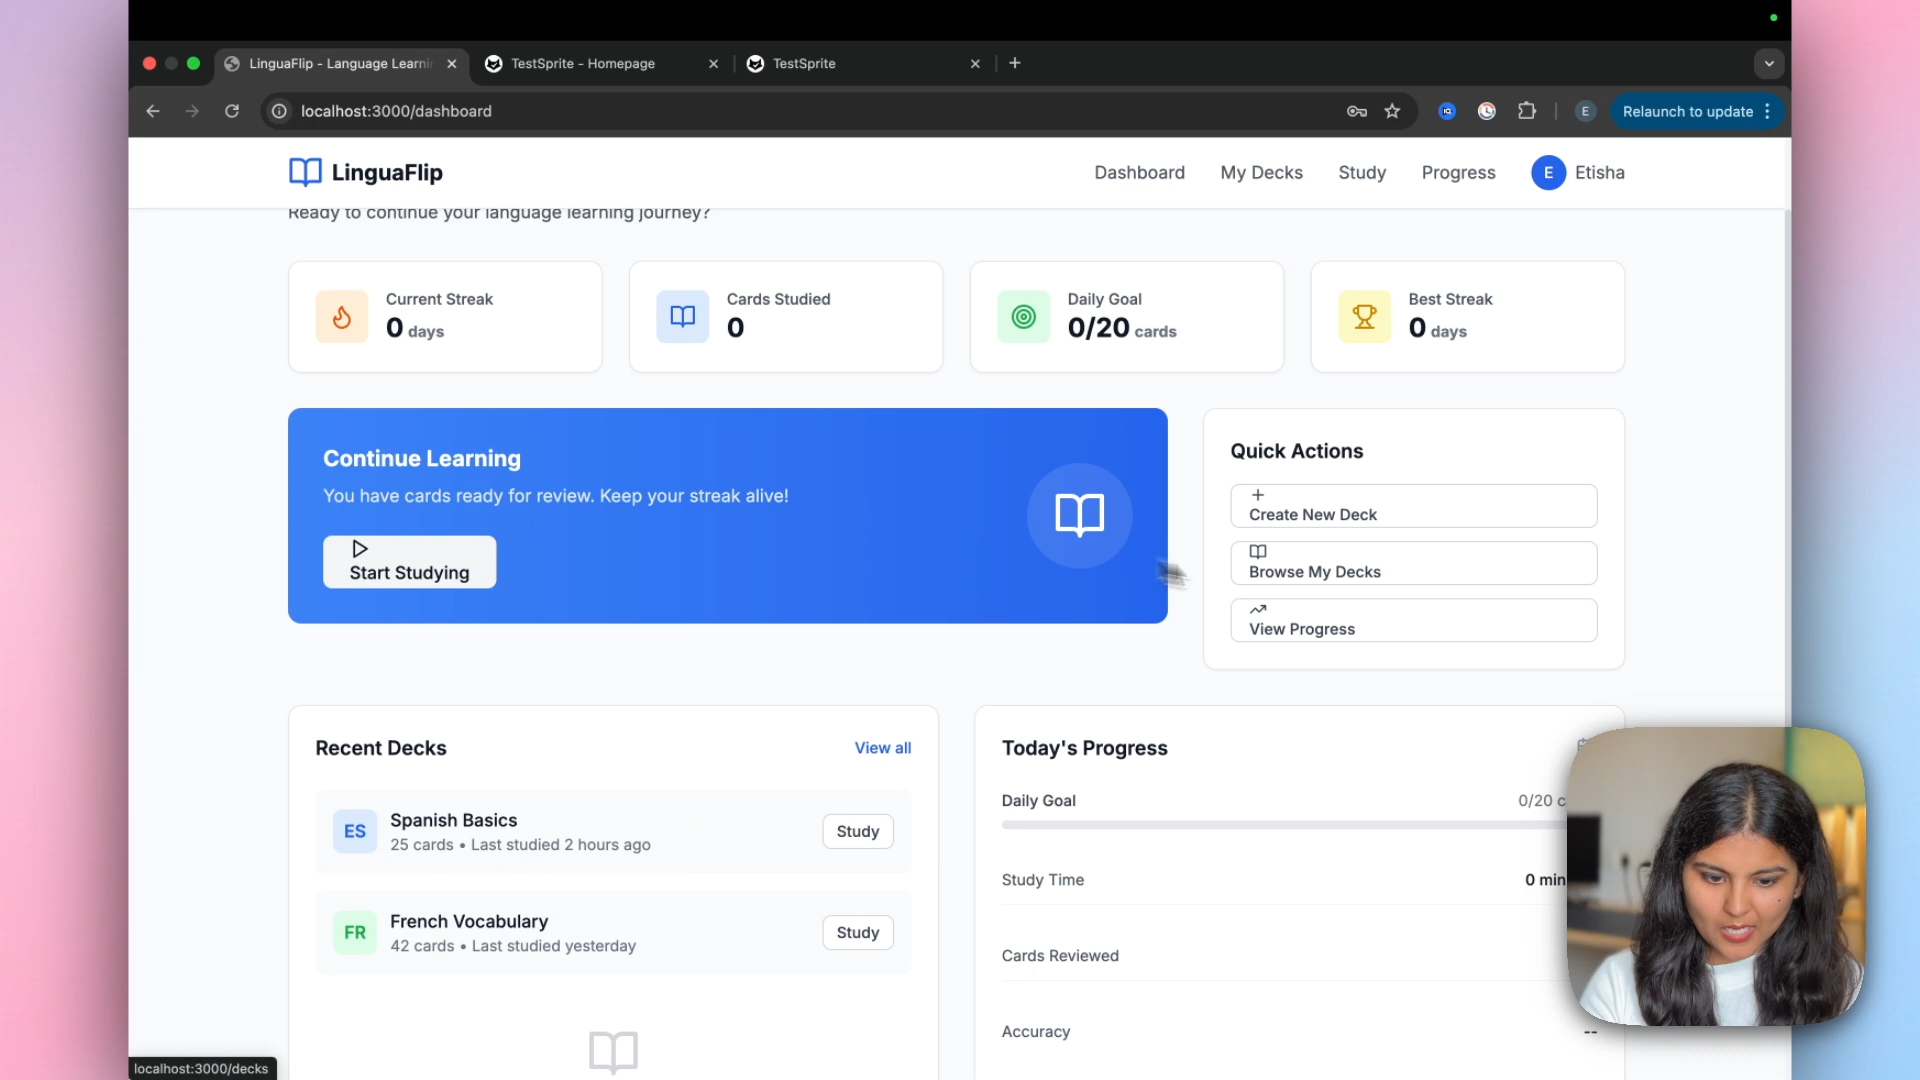 LinguaFlip - Language Learni
TestSprite - Homepage
TestSprite
localhost:3000/dashboard
E
Relaunch to update
LinguaFlip
Dashboard
My Decks
Study
Progress
E
Etisha
Ready to continue your language learning journey?
Current Streak
0 days
Cards Studied
0
Daily Goal
0/20 cards
Best Streak
0 days
Continue Learning
You have cards ready for review. Keep your streak alive!
Start Studying
Quick Actions
Create New Deck
Browse My Decks
View Progress
Recent Decks
View all
ES
Spanish Basics
25 cards • Last studied 2 hours ago
Study
FR
French Vocabulary
42 cards • Last studied yesterday
Study
Today's Progress
Daily Goal
0/20 c
Study Time
0 min
Cards Reviewed
Accuracy
--
localhost:3000/decks